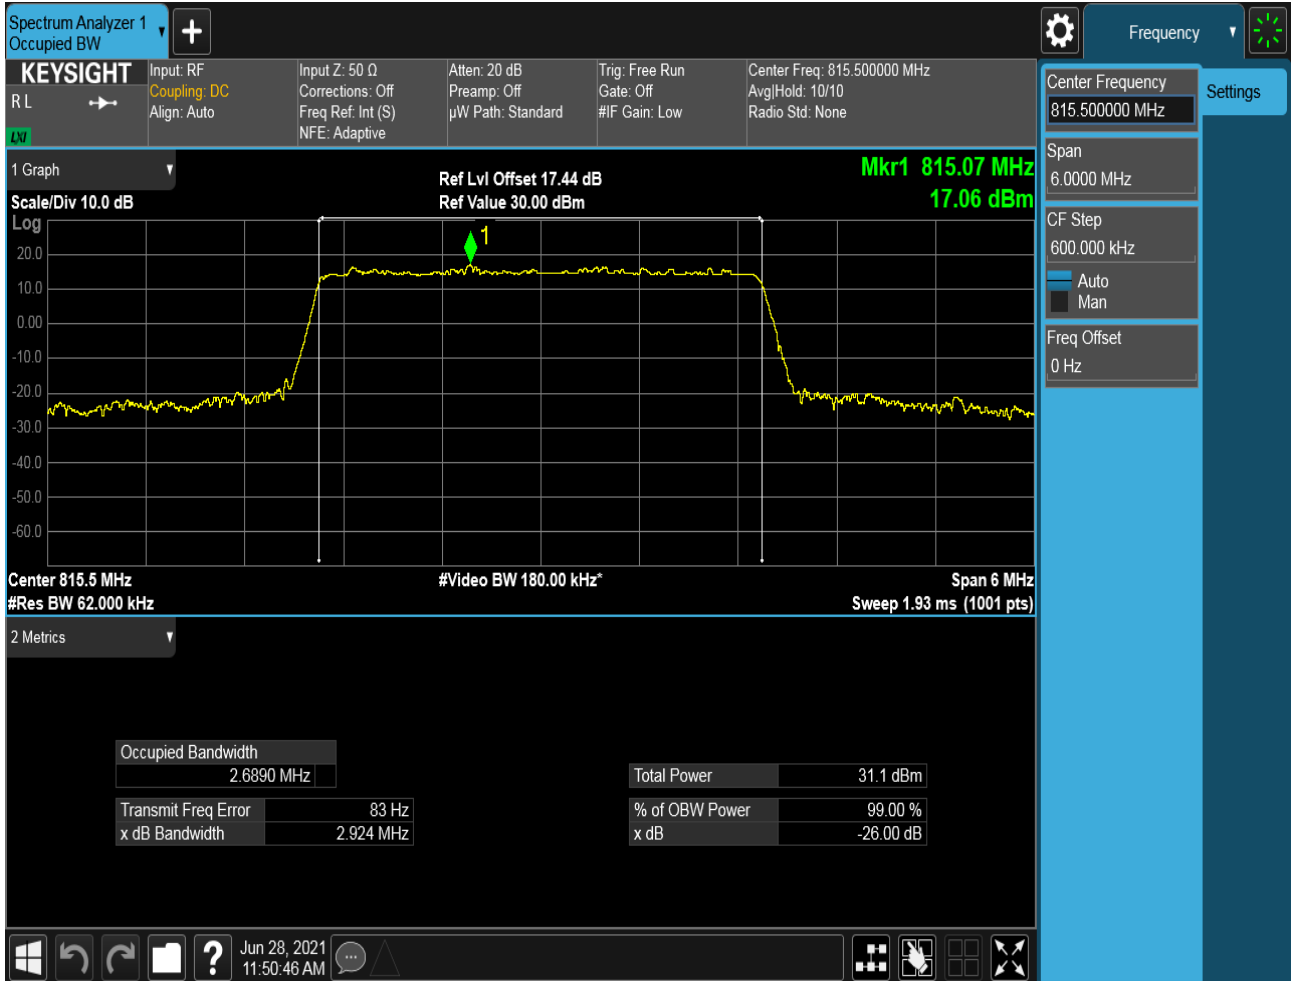 Spectrum Analyzer 1
Occupied BW
+
Frequency
KEYSIGHT
R L
LXI
Input: RF
Coupling: DC
Align: Auto
Input Z: 50 Ω
Corrections: Off
Freq Ref: Int (S)
NFE: Adaptive
Atten: 20 dB
Preamp: Off
µW Path: Standard
Trig: Free Run
Gate: Off
#IF Gain: Low
Center Freq: 815.500000 MHz
Avg|Hold: 10/10
Radio Std: None
Center Frequency
815.500000 MHz
Settings
Span
6.0000 MHz
CF Step
600.000 kHz
Auto
Man
Freq Offset
0 Hz
1 Graph
Scale/Div 10.0 dB
Ref Lvl Offset 17.44 dB
Ref Value 30.00 dBm
Mkr1 815.07 MHz
17.06 dBm
Log
1
20.0
10.0
0.00
-10.0
-20.0
-30.0
-40.0
-50.0
-60.0
Center 815.5 MHz
#Res BW 62.000 kHz
#Video BW 180.00 kHz*
Span 6 MHz
Sweep 1.93 ms (1001 pts)
2 Metrics
Occupied Bandwidth
2.6890 MHz
Transmit Freq Error 83 Hz
x dB Bandwidth 2.924 MHz
Total Power 31.1 dBm
% of OBW Power 99.00 %
x dB -26.00 dB
?
Jun 28, 2021
11:50:46 AM